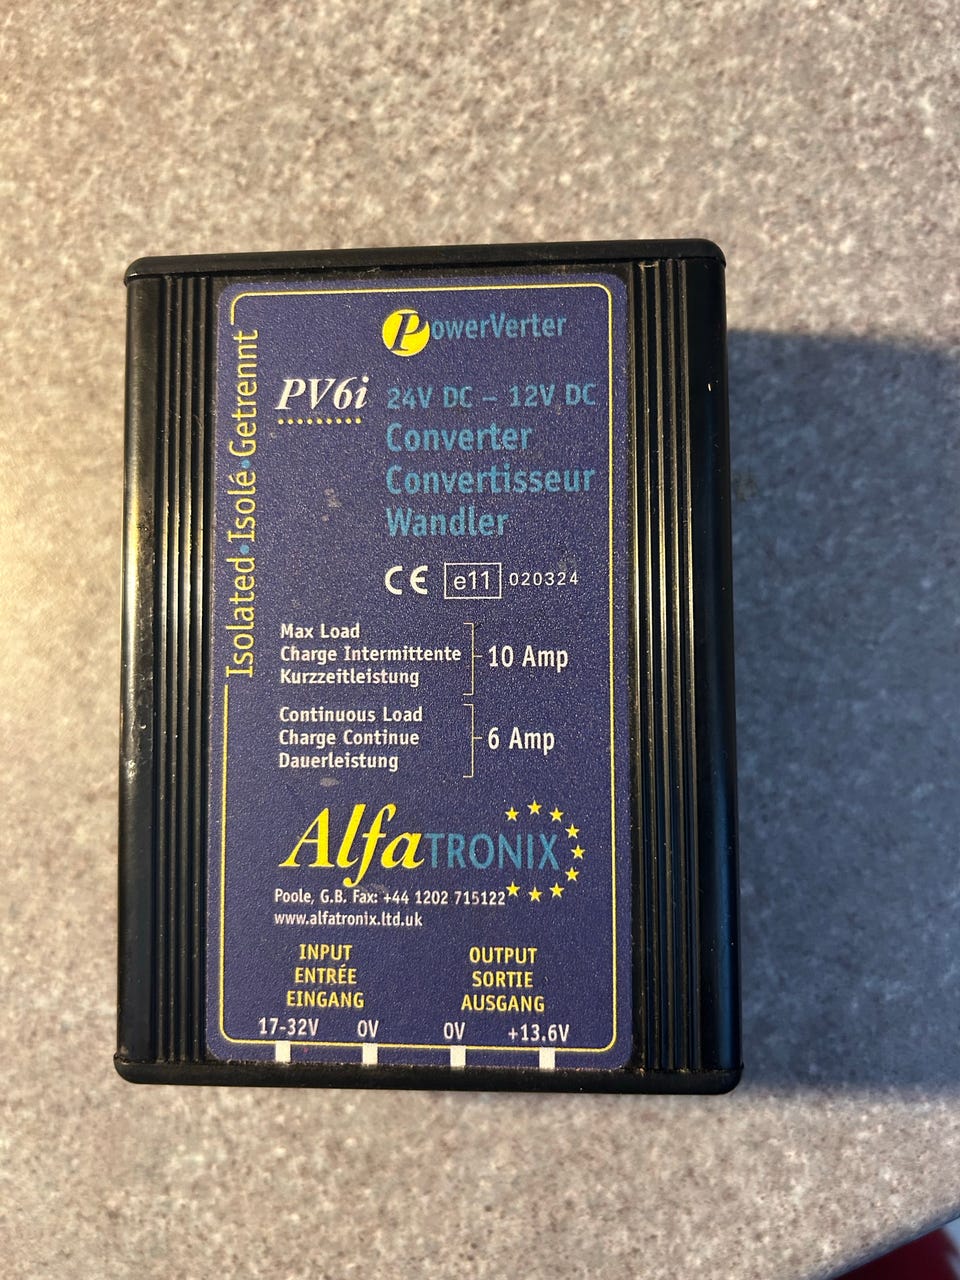 PowerVerter
Isolated•Isolé•Getrennt
PV6i
24V DC – 12V DC
Converter
Convertisseur
Wandler
CE e11 020324
Max Load
Charge Intermittente
Kurzzeitleistung
10 Amp
Continuous Load
Charge Continue
Dauerleistung
6 Amp
AlfaTRONIX
Poole, G.B. Fax: +44 1202 715122
www.alfatronix.ltd.uk
INPUT
ENTRÉE
EINGANG
OUTPUT
SORTIE
AUSGANG
17-32V 0V 0V +13.6V